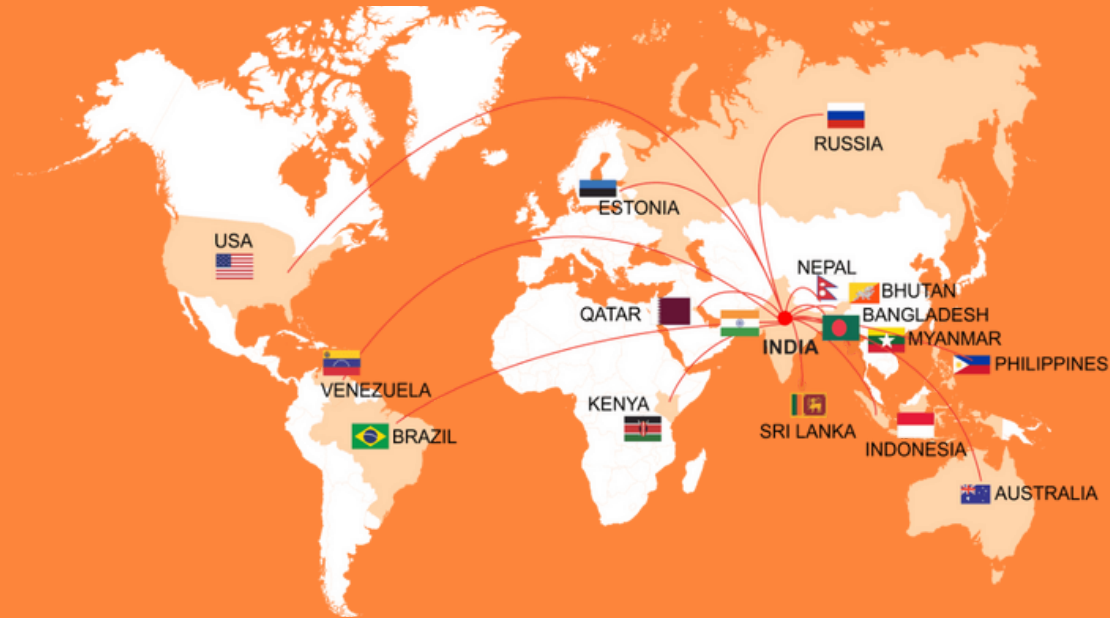 RUSSIA
ESTONIA
USA
NEPAL
BHUTAN
QATAR
BANGLADESH
INDIA
MYANMAR
PHILIPPINES
VENEZUELA
KENYA
SRI LANKA
BRAZIL
INDONESIA
AUSTRALIA